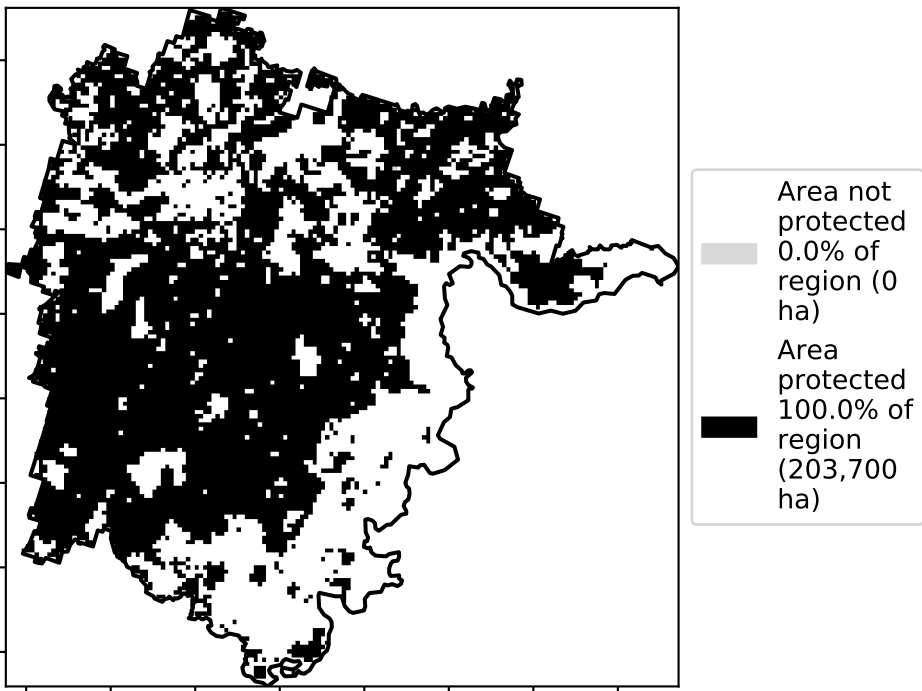 Area not
protected
0.0% of
region (0
ha)
Area
protected
100.0% of
region
(203,700
ha)